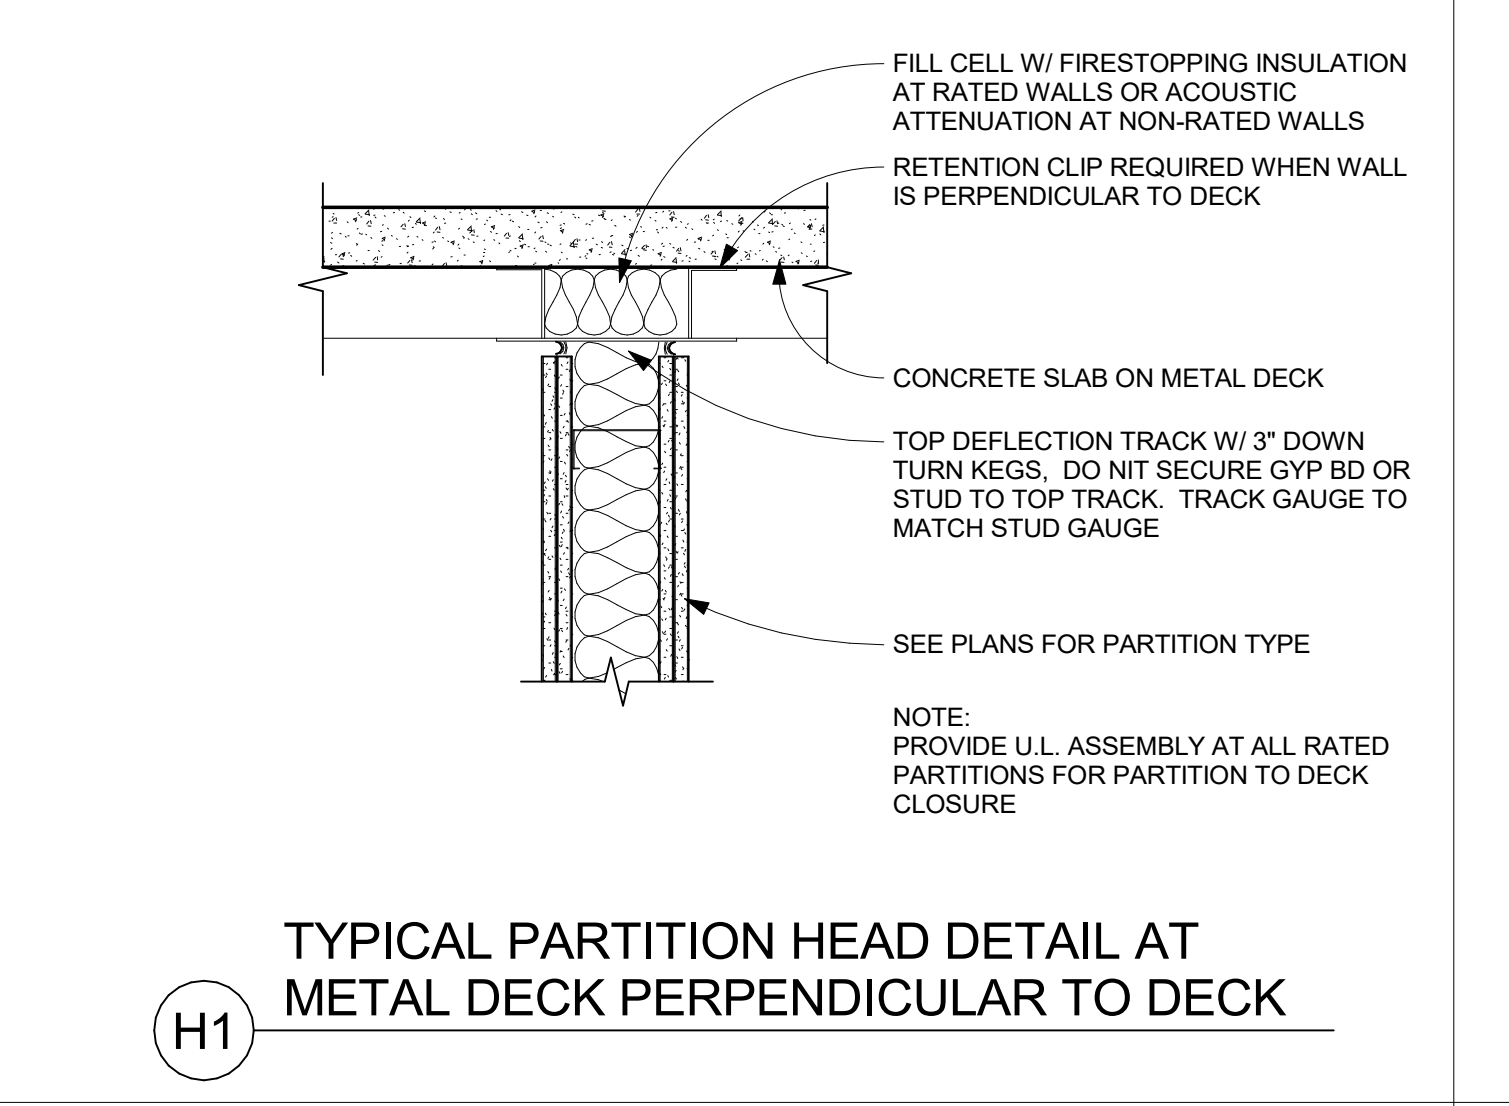 FILL CELL W/ FIRESTOPPING INSULATION
AT RATED WALLS OR ACOUSTIC
ATTENUATION AT NON-RATED WALLS
RETENTION CLIP REQUIRED WHEN WALL
IS PERPENDICULAR TO DECK
CONCRETE SLAB ON METAL DECK
TOP DEFLECTION TRACK W/ 3" DOWN
TURN KEGS, DO NIT SECURE GYP BD OR
STUD TO TOP TRACK. TRACK GAUGE TO
MATCH STUD GAUGE
SEE PLANS FOR PARTITION TYPE
NOTE:
PROVIDE U.L. ASSEMBLY AT ALL RATED
PARTITIONS FOR PARTITION TO DECK
CLOSURE
TYPICAL PARTITION HEAD DETAIL AT
METAL DECK PERPENDICULAR TO DECK
H1